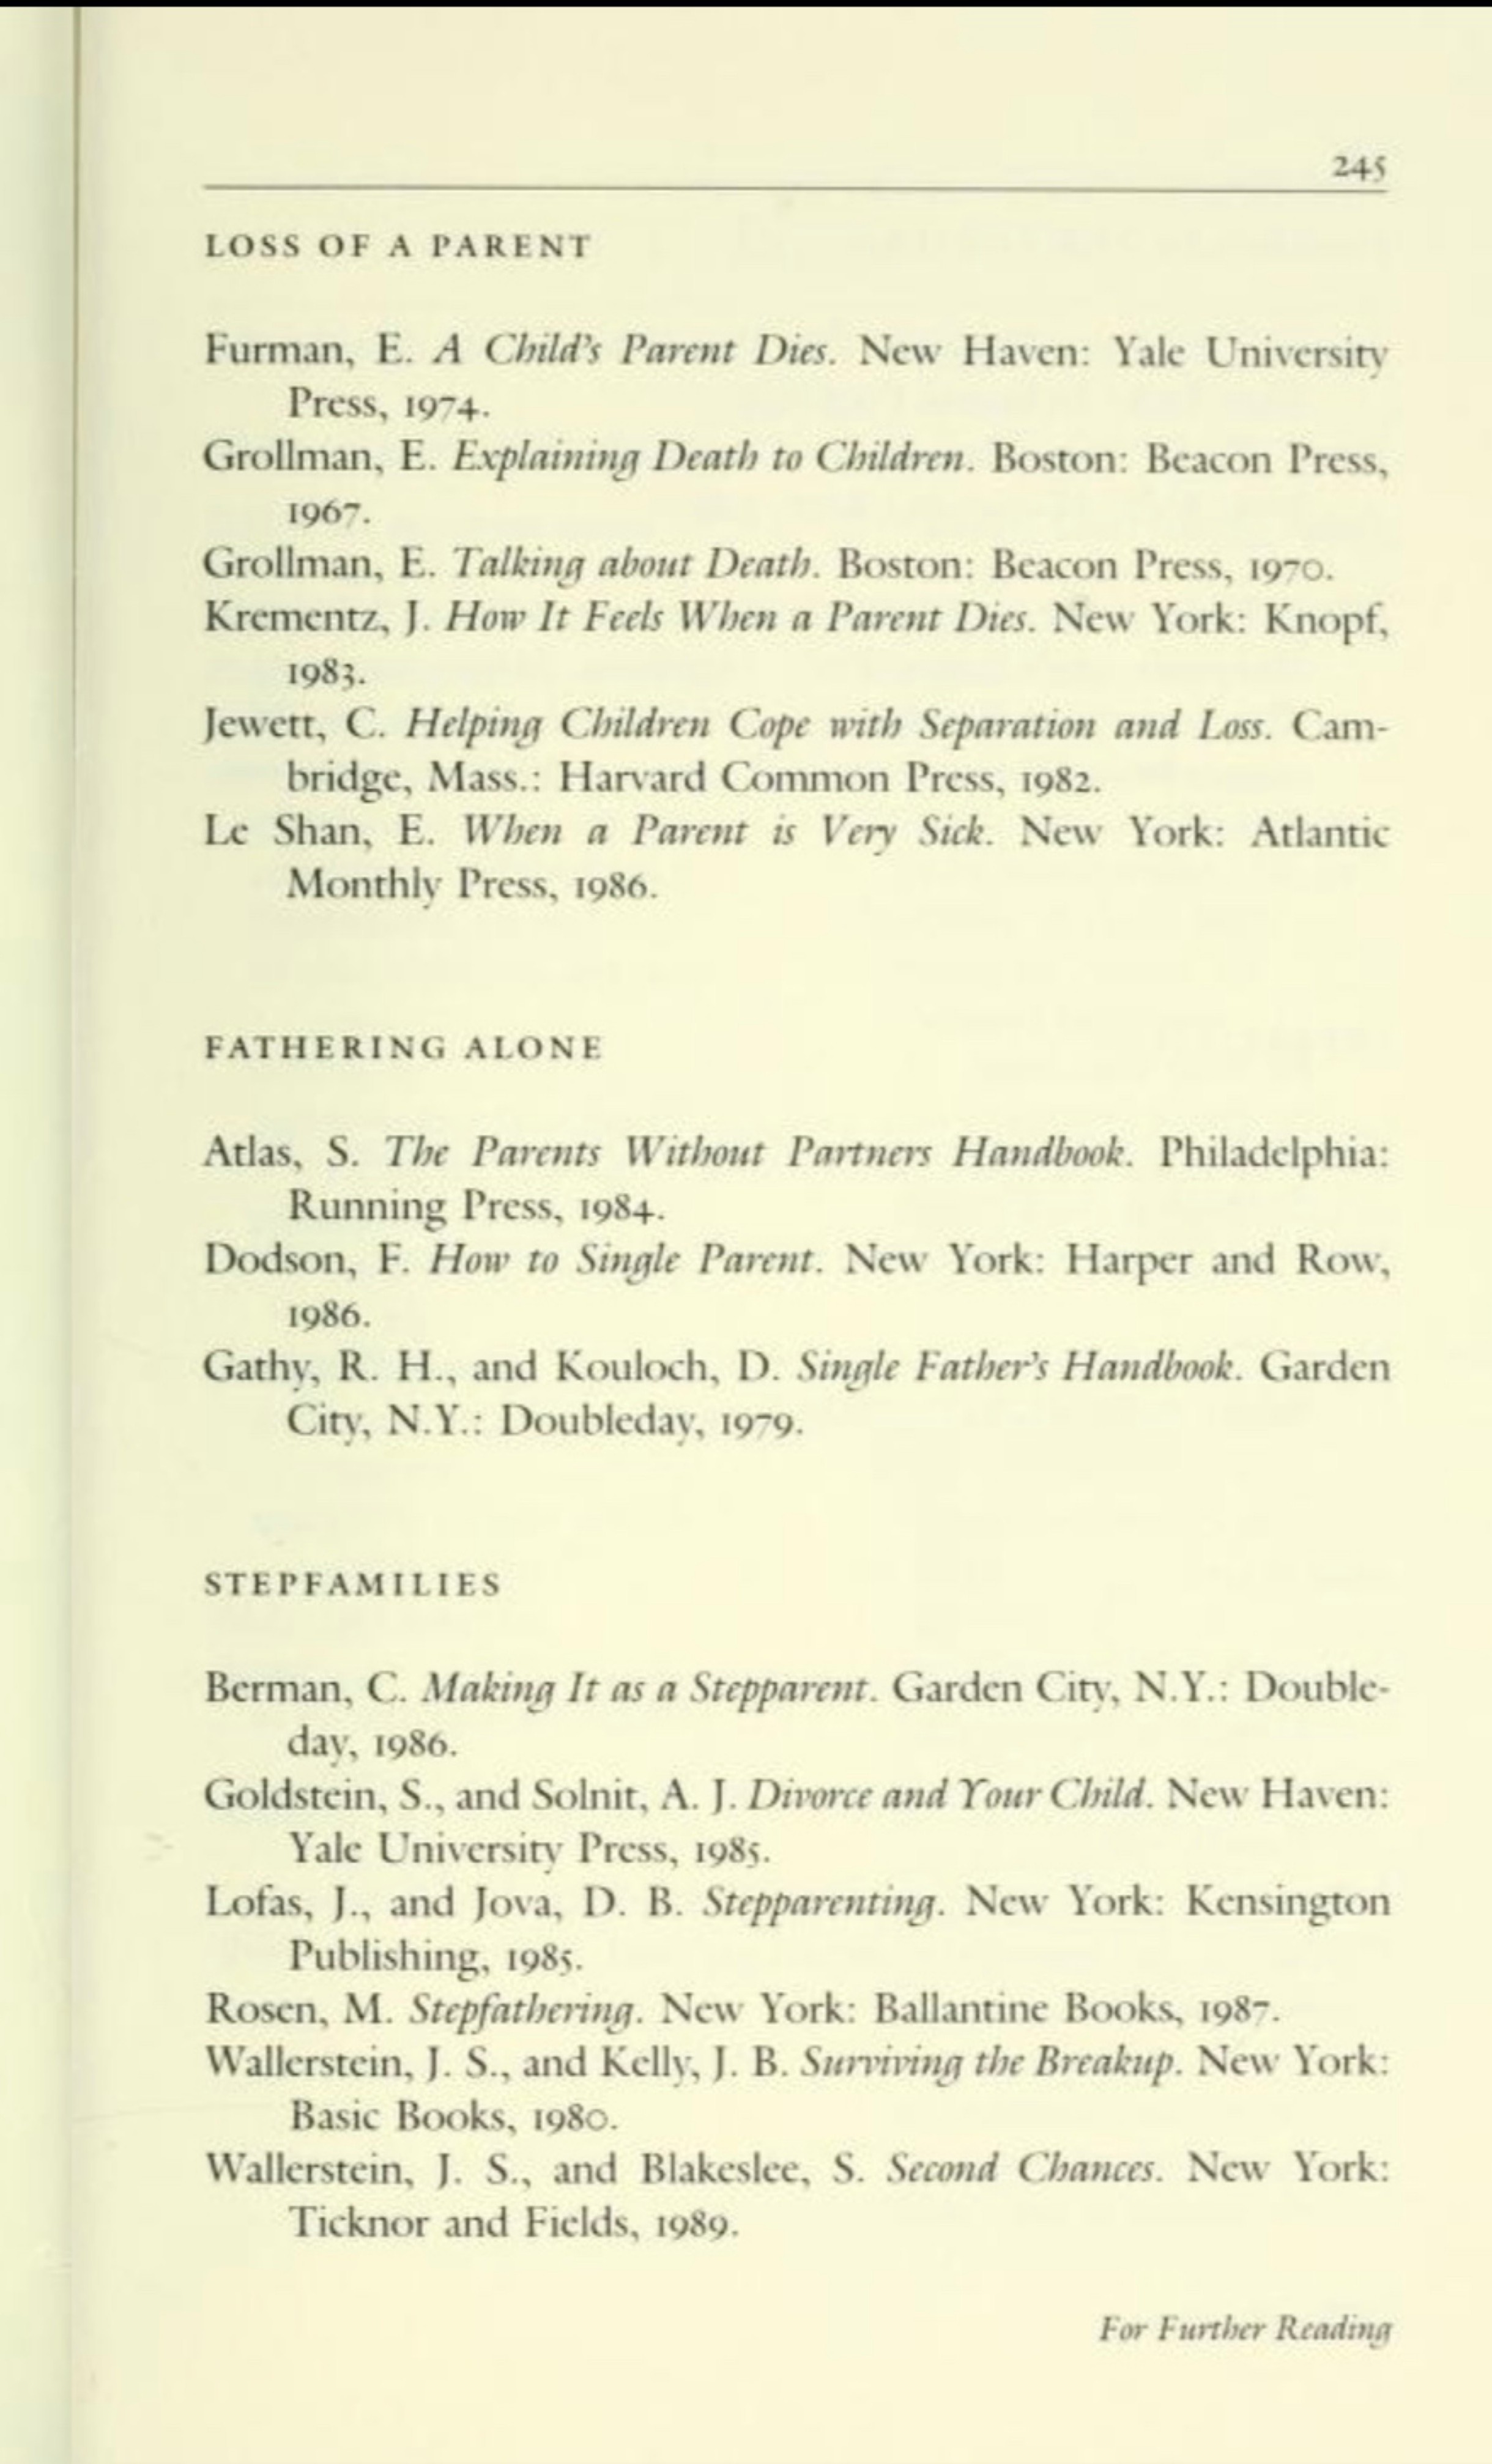 245
LOSS OF A PARENT
Furman, E. A Child's Parent Dies. New Haven: Yale University
Press, 1974.
Grollman, E. Explaining Death to Children. Boston: Beacon Press,
1967.
Grollman, E. Talking about Death. Boston: Beacon Press, 1970.
Krementz, J. How It Feels When a Parent Dies. New York: Knopf,
1983.
Jewett, C. Helping Children Cope with Separation and Loss. Cam-
bridge, Mass.: Harvard Common Press, 1982.
Le Shan, E. When a Parent is Very Sick. New York: Atlantic
Monthly Press, 1986.
FATHERING ALONE
Atlas, S. The Parents Without Partners Handbook. Philadelphia:
Running Press, 1984.
Dodson, F. How to Single Parent. New York: Harper and Row,
1986.
Gathy, R. H., and Kouloch, D. Single Father's Handbook. Garden
City, N.Y.: Doubleday, 1979.
STEPFAMILIES
Berman, C. Making It as a Stepparent. Garden City, N.Y.: Double-
day, 1986.
Goldstein, S., and Solnit, A. J. Divorce and Your Child. New Haven:
Yale University Press, 1985.
Lofas, J., and Jova, D. B. Stepparenting. New York: Kensington
Publishing, 1985.
Rosen, M. Stepfathering. New York: Ballantine Books, 1987.
Wallerstein, J. S., and Kelly, J. B. Surviving the Breakup. New York:
Basic Books, 1980.
Wallerstein, J. S., and Blakeslee, S. Second Chances. New York:
Ticknor and Fields, 1989.
For Further Reading